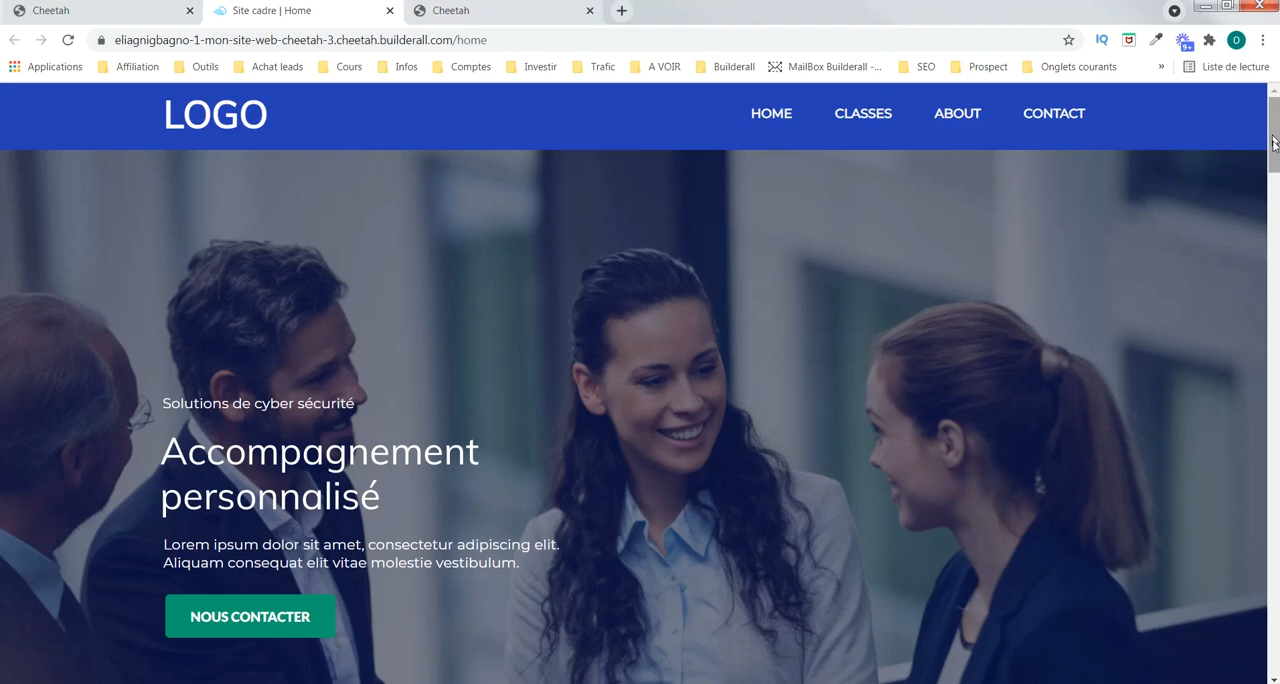 Cheetah
Site cadre | Home
Cheetah
eliagnigbagno-1-mon-site-web-cheetah-3.cheetah.builderall.com/home
IQ
9+
O
Applications
Affiliation
Outils
Achat leads
Cours
Infos
Comptes
Investir
Trafic
A VOIR
Builderall
MailBox Builderall -...
SEO
Prospect
Onglets courants
»
Liste de lecture
LOGO
HOME
CLASSES
ABOUT
CONTACT
Solutions de cyber sécurité
Accompagnement
personnalisé
Lorem ipsum dolor sit amet, consectetur adipiscing elit.
Aliquam consequat elit vitae molestie vestibulum.
NOUS CONTACTER